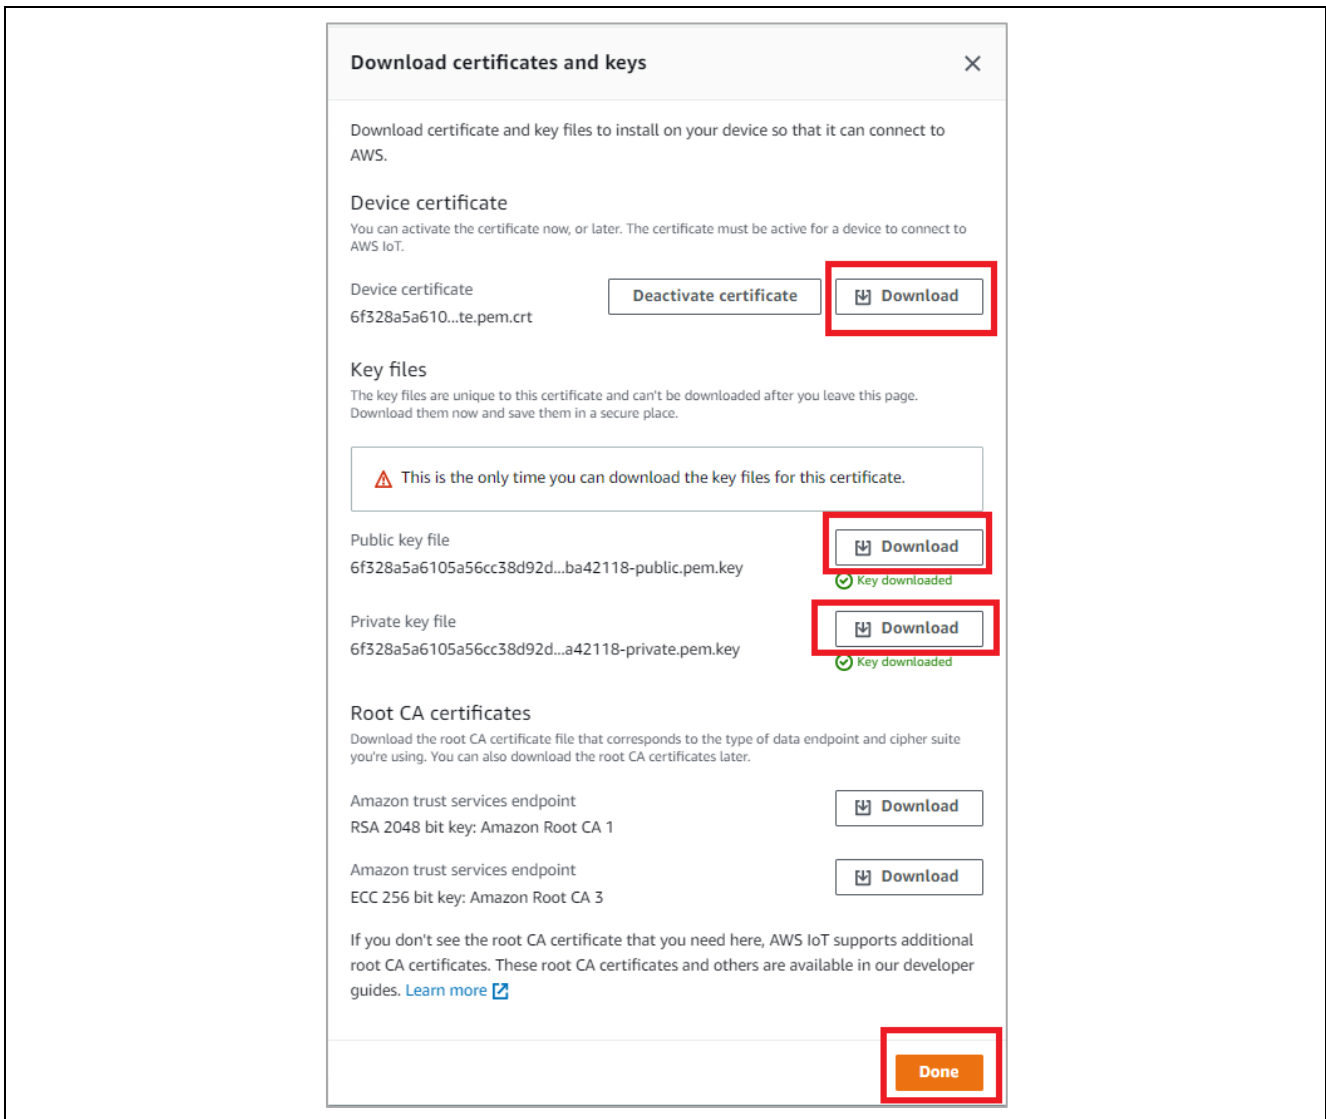 Download certificates and keys
Download certificate and key files to install on your device so that it can connect to
AWS.
Device certificate
You can activate the certificate now, or later. The certificate must be active for a device to connect to
AWS IoT.
Device certificate
Deactivate certificate
Download
6f328a5a610...te.pem.crt
Key files
The key files are unique to this certificate and can't be downloaded after you leave this page.
Download them now and save them in a secure place.
This is the only time you can download the key files for this certificate.
Public key file
Download
6f328a5a6105a56cc38d92d...ba42118-public.pem.key
Key downloaded
Private key file
Download
6f328a5a6105a56cc38d92d...a42118-private.pem.key
Key downloaded
Root CA certificates
Download the root CA certificate file that corresponds to the type of data endpoint and cipher suite
you're using. You can also download the root CA certificates later.
Amazon trust services endpoint
Download
RSA 2048 bit key: Amazon Root CA 1
Amazon trust services endpoint
Download
ECC 256 bit key: Amazon Root CA 3
If you don't see the root CA certificate that you need here, AWS IoT supports additional
root CA certificates. These root CA certificates and others are available in our developer
guides. Learn more
Done